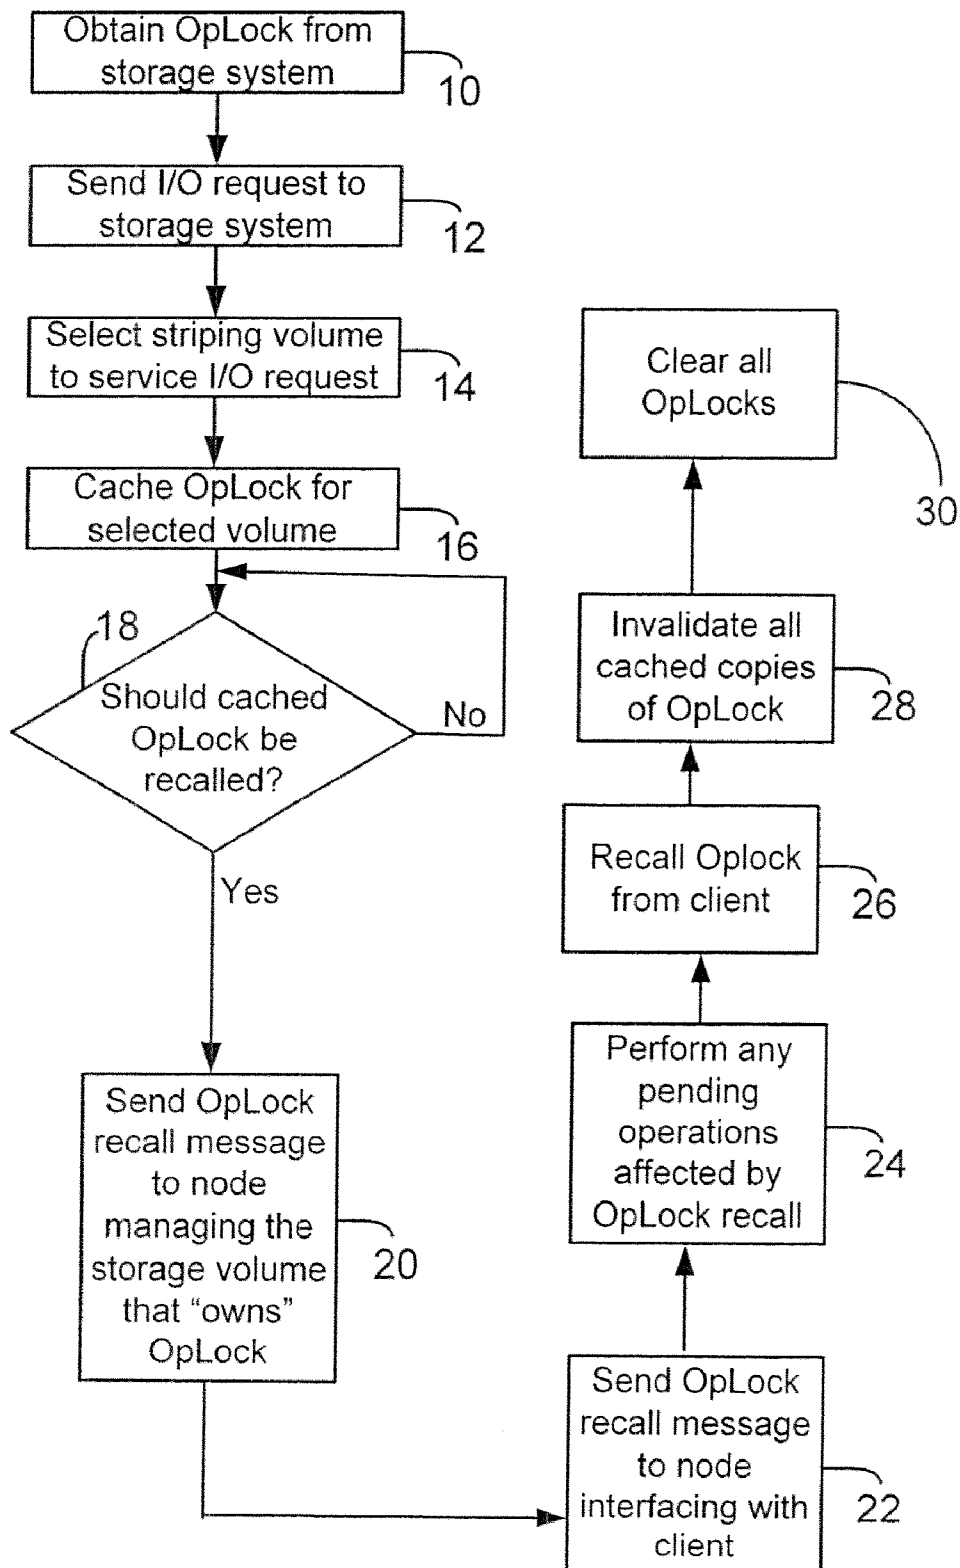 Obtain OpLock from
storage system
10
Send I/O request to
storage system
12
Select striping volume
to service I/O request
14
Cache OpLock for
selected volume
16
18
Should cached
OpLock be
recalled?
No
Yes
Send OpLock
recall message
to node
managing the
storage volume
that “owns”
OpLock
20
Send OpLock
recall message
to node
interfacing with
client
22
Perform any
pending
operations
affected by
OpLock recall
24
Recall Oplock
from client
26
Invalidate all
cached copies
of OpLock
28
Clear all
OpLocks
30